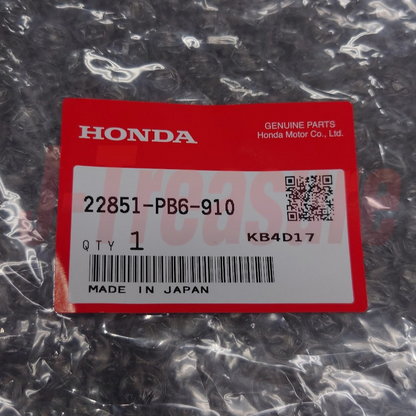 HONDA
GENUINE PARTS
Honda Motor Co., Ltd.
22851-PB6-910
QTY 1
KB4D17
MADE IN JAPAN